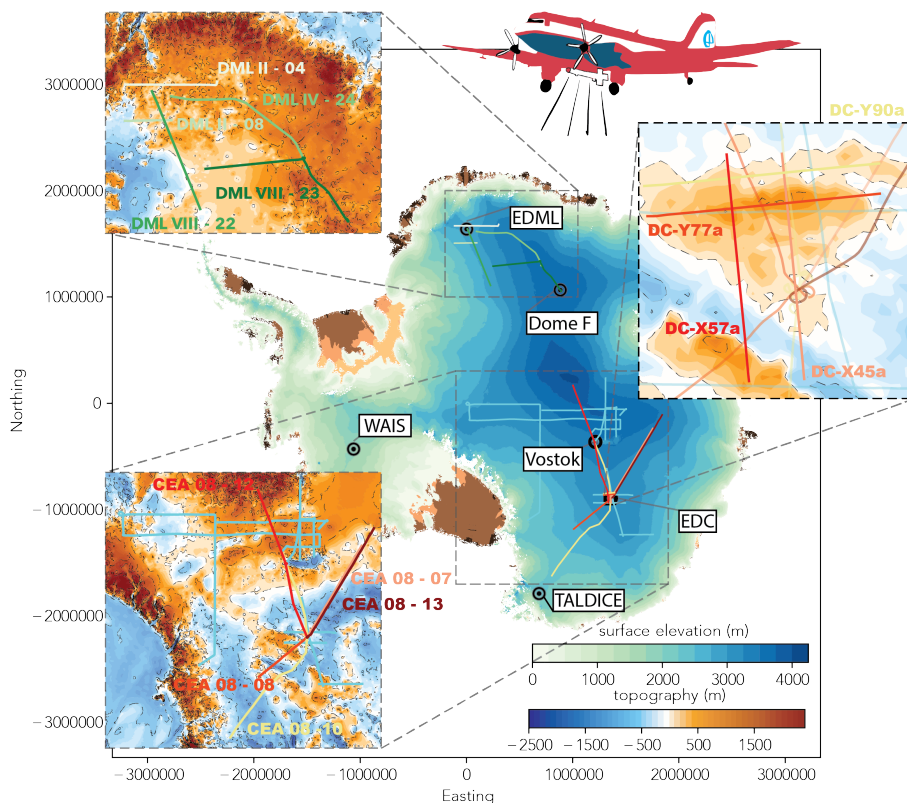 DML II - 04
DML IV - 24
DML II - 08
DML VIII - 23
DML VIII - 22
DC-Y90a
DC-Y77a
DC-X57a
DC-X45a
EDML
Dome F
WAIS
Vostok
EDC
TALDICE
CEA 08 - 12
CEA 08 - 07
CEA 08 - 13
CEA 08 - 08
CEA 08 - 10
surface elevation (m)
0 1000 2000 3000 4000
topography (m)
−2500 −1500 −500 500 1500
Northing
3000000
2000000
1000000
0
−1000000
−2000000
−3000000
−3000000 −2000000 −1000000 0 1000000 2000000 3000000
Easting